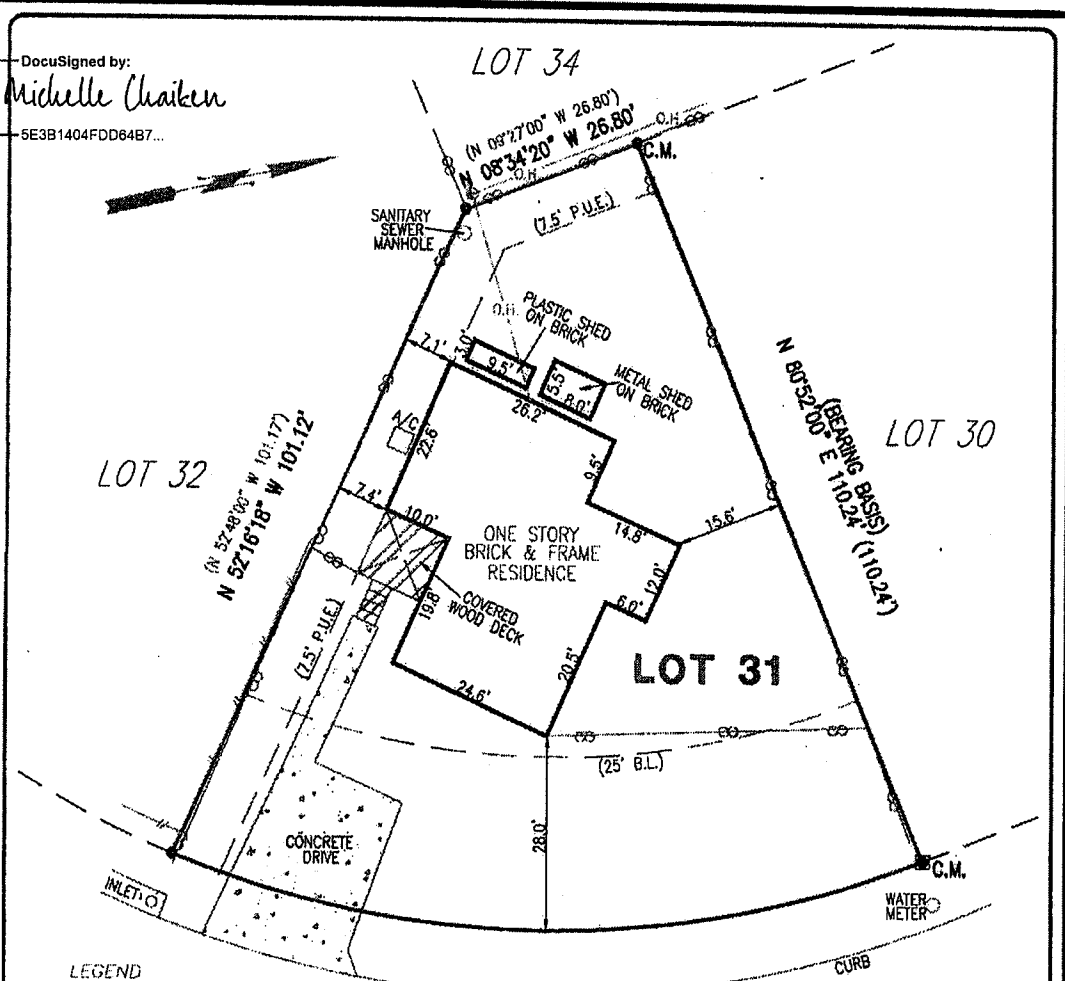 DocuSigned by:
Michelle Chaiken
5E3B1404FDD64B7...
LOT 34
(N 09°27'00" W 26.80')
N 08°34'20" W 26.80'
O.H.
O.H.
C.M.
SANITARY
SEWER
MANHOLE
(7.5' P.U.E.)
O.H.
PLASTIC SHED
ON BRICK
3.0'
9.5'
7.1'
METAL SHED
ON BRICK
5.5'
8.0'
26.2'
N 80°52'00" E 110.24' (110.24')
(BEARING BASIS)
LOT 30
A/C
22.6'
9.5'
LOT 32
(N 52°48'00" W 101.17')
N 52°16'18" W 101.12'
7.4'
10.0'
14.8'
15.6'
ONE STORY
BRICK & FRAME
RESIDENCE
12.0'
6.0'
COVERED
WOOD DECK
19.8'
(7.5' P.U.E.)
20.5'
LOT 31
24.6'
(25' B.L.)
28.0'
CONCRETE
DRIVE
C.M.
INLET
WATER
METER
CURB
LEGEND